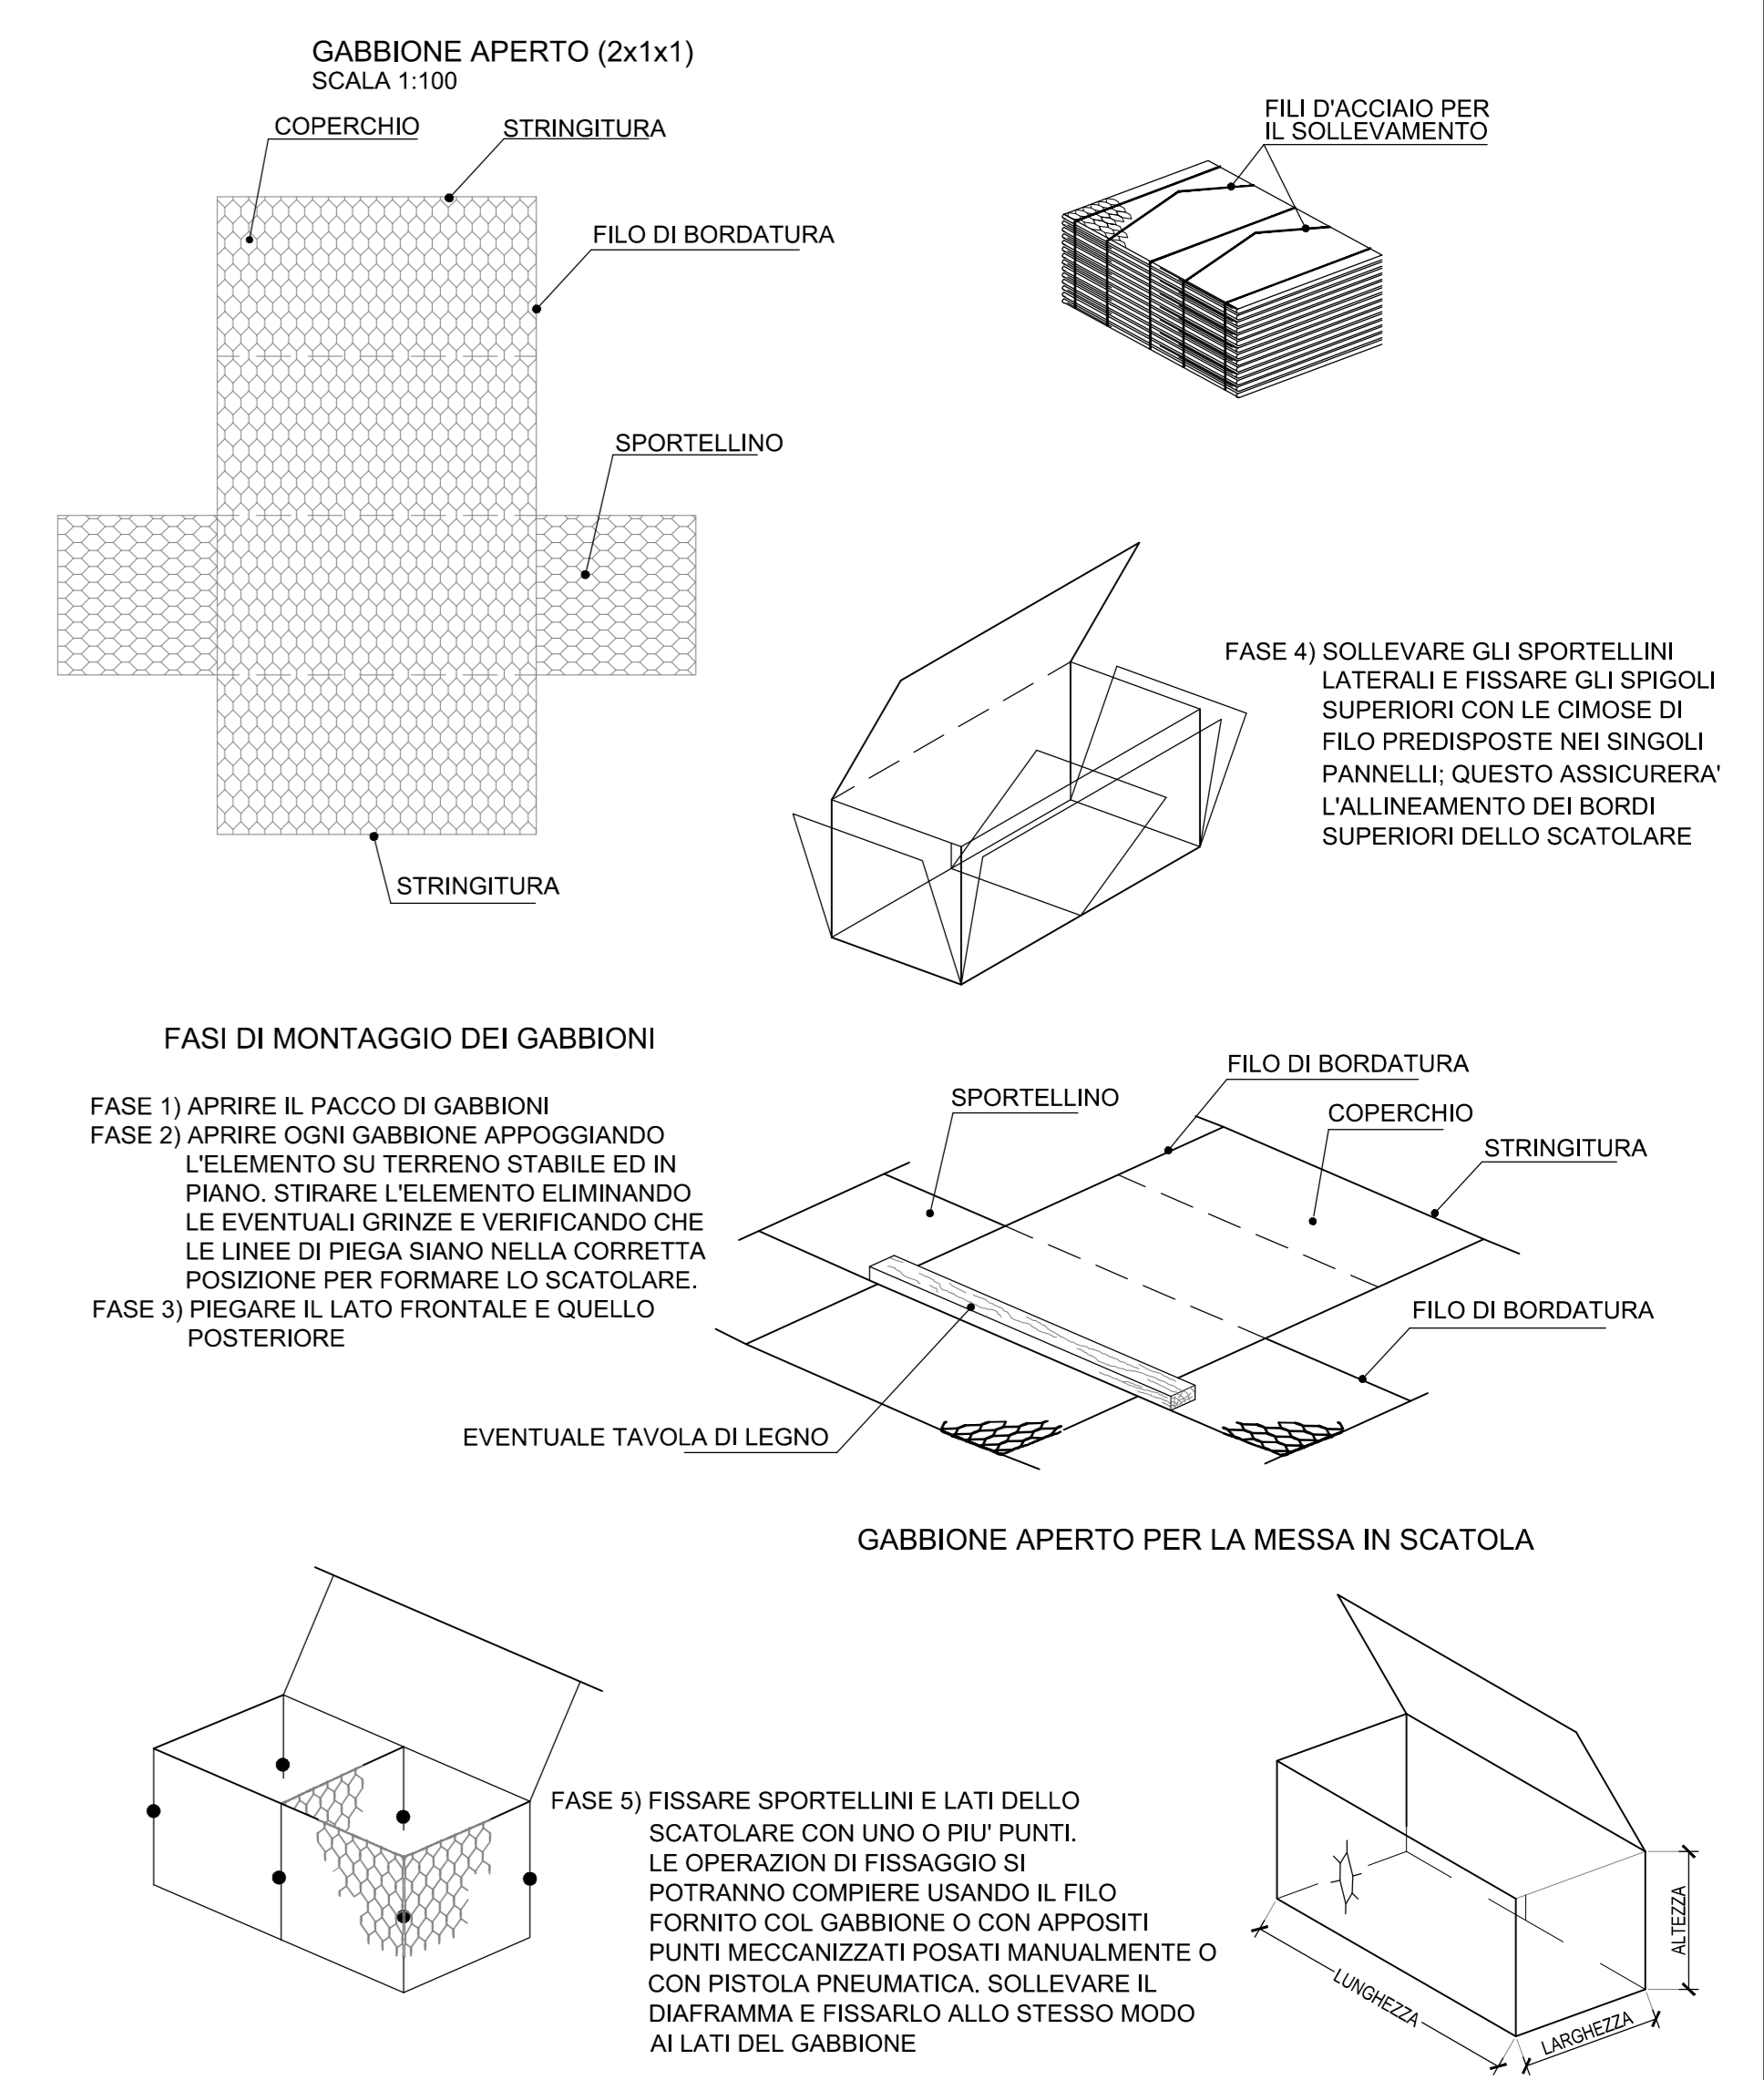 GABBIONE APERTO (2x1x1)
SCALA 1:100
COPERCHIO
STRINGITURA
FILO DI BORDATURA
SPORTELLINO
STRINGITURA
FILI D'ACCIAIO PER
IL SOLLEVAMENTO
FASE 4) SOLLEVARE GLI SPORTELLINI
LATERALI E FISSARE GLI SPIGOLI
SUPERIORI CON LE CIMOSE DI
FILO PREDISPOSTE NEI SINGOLI
PANNELLI; QUESTO ASSICURERA'
L'ALLINEAMENTO DEI BORDI
SUPERIORI DELLO SCATOLARE
FASI DI MONTAGGIO DEI GABBIONI
FASE 1) APRIRE IL PACCO DI GABBIONI
FASE 2) APRIRE OGNI GABBIONE APPOGGIANDO
L'ELEMENTO SU TERRENO STABILE ED IN
PIANO. STIRARE L'ELEMENTO ELIMINANDO
LE EVENTUALI GRINZE E VERIFICANDO CHE
LE LINEE DI PIEGA SIANO NELLA CORRETTA
POSIZIONE PER FORMARE LO SCATOLARE.
FASE 3) PIEGARE IL LATO FRONTALE E QUELLO
POSTERIORE
FILO DI BORDATURA
SPORTELLINO
COPERCHIO
STRINGITURA
FILO DI BORDATURA
EVENTUALE TAVOLA DI LEGNO
GABBIONE APERTO PER LA MESSA IN SCATOLA
FASE 5) FISSARE SPORTELLINI E LATI DELLO
SCATOLARE CON UNO O PIU' PUNTI.
LE OPERAZION DI FISSAGGIO SI
POTRANNO COMPIERE USANDO IL FILO
FORNITO COL GABBIONE O CON APPOSITI
PUNTI MECCANIZZATI POSATI MANUALMENTE O
CON PISTOLA PNEUMATICA. SOLLEVARE IL
DIAFRAMMA E FISSARLO ALLO STESSO MODO
AI LATI DEL GABBIONE
ALTEZZA
LUNGHEZZA
LARGHEZZA